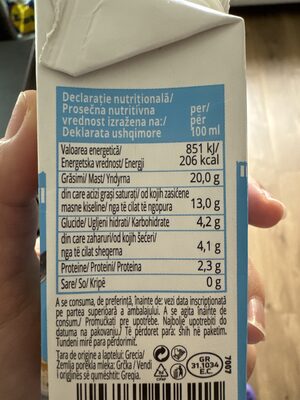 Declarație nutrițională/
Prosečna nutritivna
vrednost izražena na:/
Deklarata ushqimore
per/
për
100 ml
Valoarea energetică/
Energetska vrednost/ Energji
851 kJ/
206 kcal
Grăsimi/ Mast/ Yndyrna
20,0 g
din care acizi grași saturați/ od kojih zasićene
masne kiseline/ nga të cilat të ngopura
13,0 g
Glucide/ Ugljeni hidrati/ Karbohidrate
4,2 g
din care zaharuri/od kojih šećeri/
nga të cilat sheqerna
4,1 g
Proteine/ Proteini/ Proteina
2,3 g
Sare/ So/ Kripë
0 g
A se consuma, de preferință, înainte de: vezi data inscripționată
pe partea superioară a ambalajului. A se agita înainte de
consum./ Promućkati pre upotrebe. Najbolje upotrebiti do
datuma na pakovanju./ Të përdoret para: shih në paketim.
Tundeni mirë para përdorimit.
Țara de origine a laptelui: Grecia/
Zemlja porekla mleka: Grčka / Vendi
i origjinës së qumështit: Greqia.
GR
31.1034
E.C.
7007